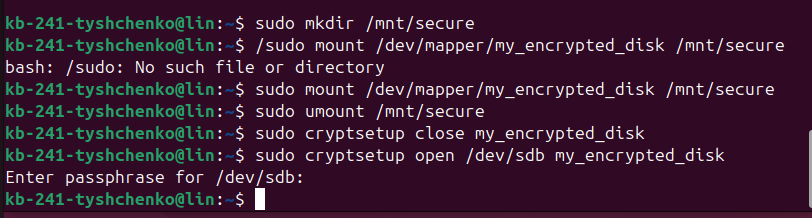 kb-241-tyshchenko@lin:~$ sudo mkdir /mnt/secure
kb-241-tyshchenko@lin:~$ /sudo mount /dev/mapper/my_encrypted_disk /mnt/secure
bash: /sudo: No such file or directory
kb-241-tyshchenko@lin:~$ sudo mount /dev/mapper/my_encrypted_disk /mnt/secure
kb-241-tyshchenko@lin:~$ sudo umount /mnt/secure
kb-241-tyshchenko@lin:~$ sudo cryptsetup close my_encrypted_disk
kb-241-tyshchenko@lin:~$ sudo cryptsetup open /dev/sdb my_encrypted_disk
Enter passphrase for /dev/sdb:
kb-241-tyshchenko@lin:~$